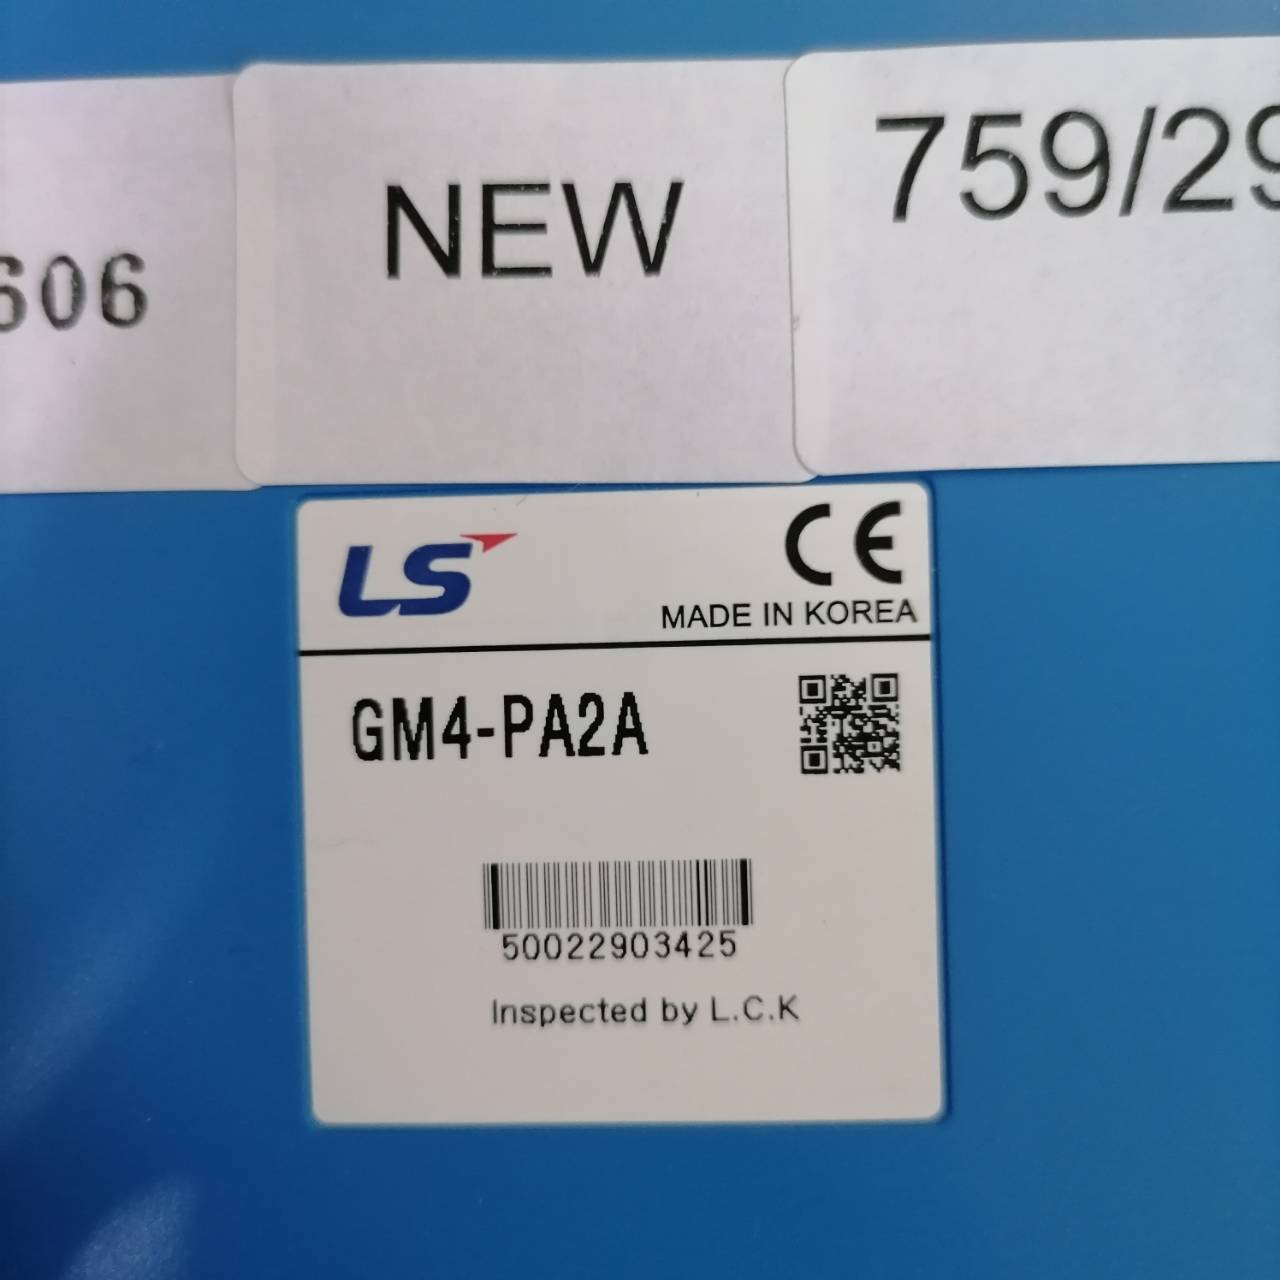 606
NEW
759/29
LS
CE
MADE IN KOREA
GM4-PA2A
50022903425
Inspected by L.C.K